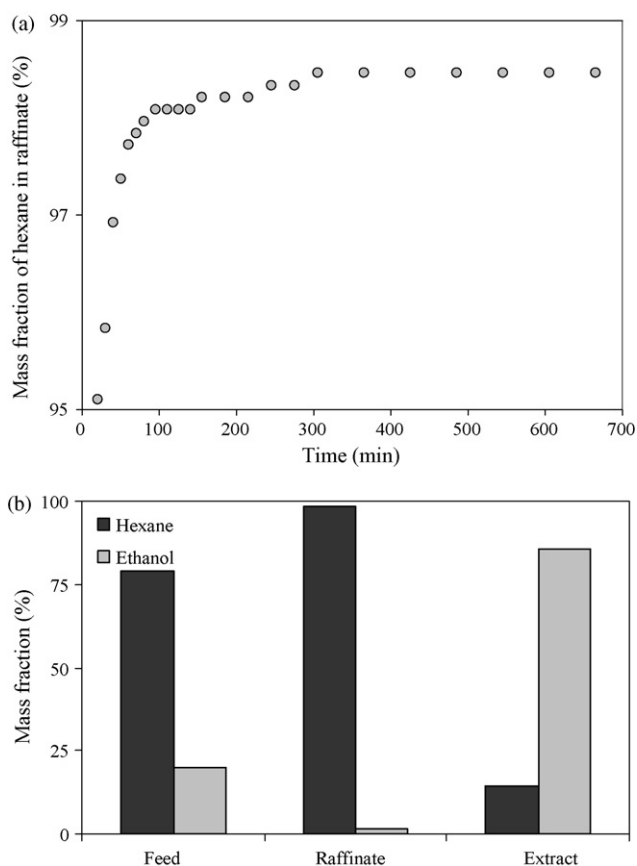 (a)
Mass fraction of hexane in raffinate (%)
99
97
95
0 100 200 300 400 500 600 700
Time (min)
(b)
Mass fraction (%)
100
75
50
25
0
Hexane
Ethanol
Feed Raffinate Extract